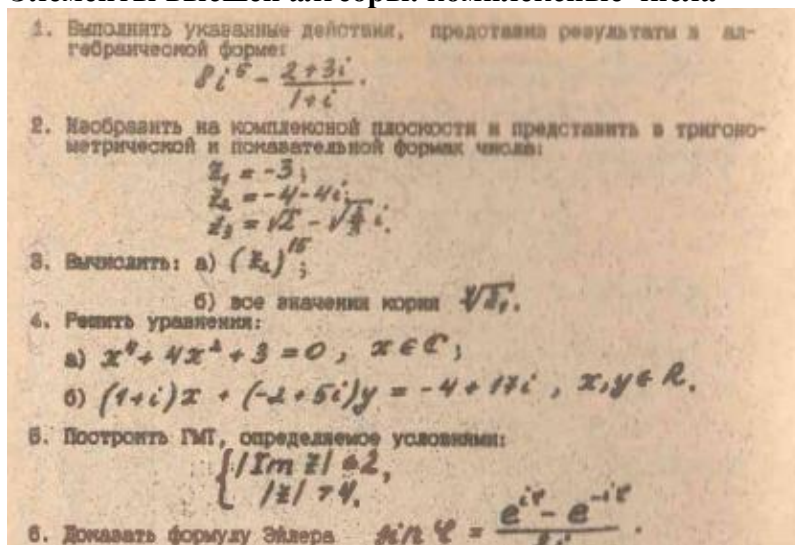 Элементы высшей алгебры. Комплексные числа
1. Выполнить указанные действия, представив результаты в ал-
гебраической форме:
8i⁵ - (2+3i)/(1+i).
2. Изобразить на комплексной плоскости и представить в тригоно-
метрической и показательной формах числа:
z₁ = -3;
z₂ = -4-4i;
z₃ = √2 - i.
3. Вычислить: а) (z₂)¹⁵;
б) все значения корня ∜z₁.
4. Решить уравнения:
а) x⁴ + 4x² + 3 = 0, x ∈ C;
б) (1+i)x + (-2+5i)y = -4+17i, x,y ∈ R.
5. Построить ГМТ, определяемое условиями:
{|Im z| 2,
|z| > 4.
6. Доказать формулу Эйлера sin φ = (e^{iφ} - e^{-iφ})/2i.